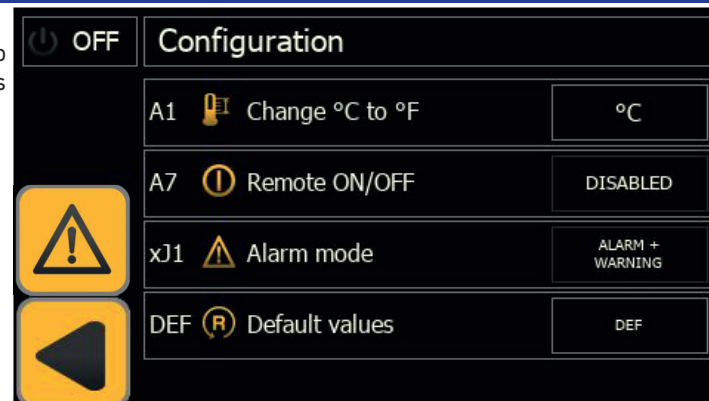 OFF
Configuration
A1 Change °C to °F
°C
A7 Remote ON/OFF
DISABLED
xJ1 Alarm mode
ALARM +
WARNING
DEF R Default values
DEF